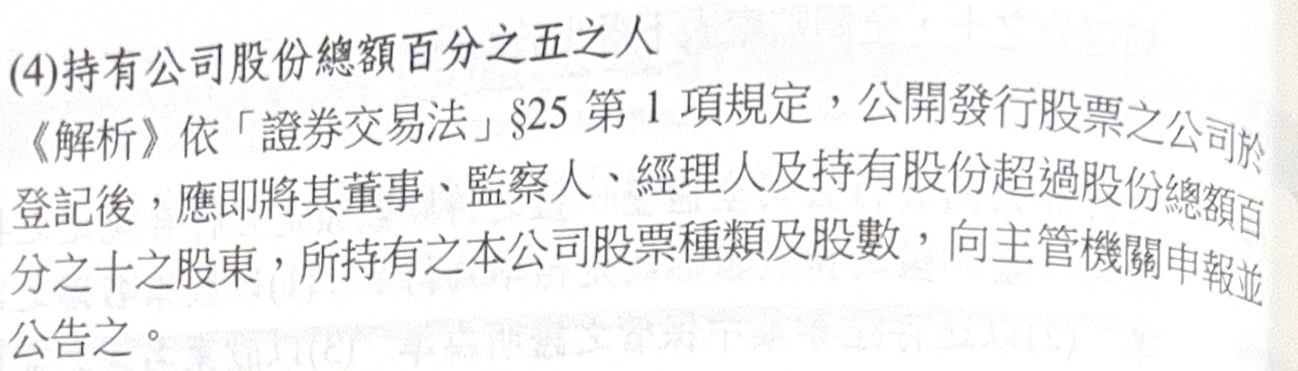 (4)持有公司股份總額百分之五之人
《解析》依「證券交易法」§25 第 1 項規定，公開發行股票之公司於
登記後，應即將其董事、監察人、經理人及持有股份超過股份總額百
分之十之股東，所持有之本公司股票種類及股數，向主管機關申報並
公告之。